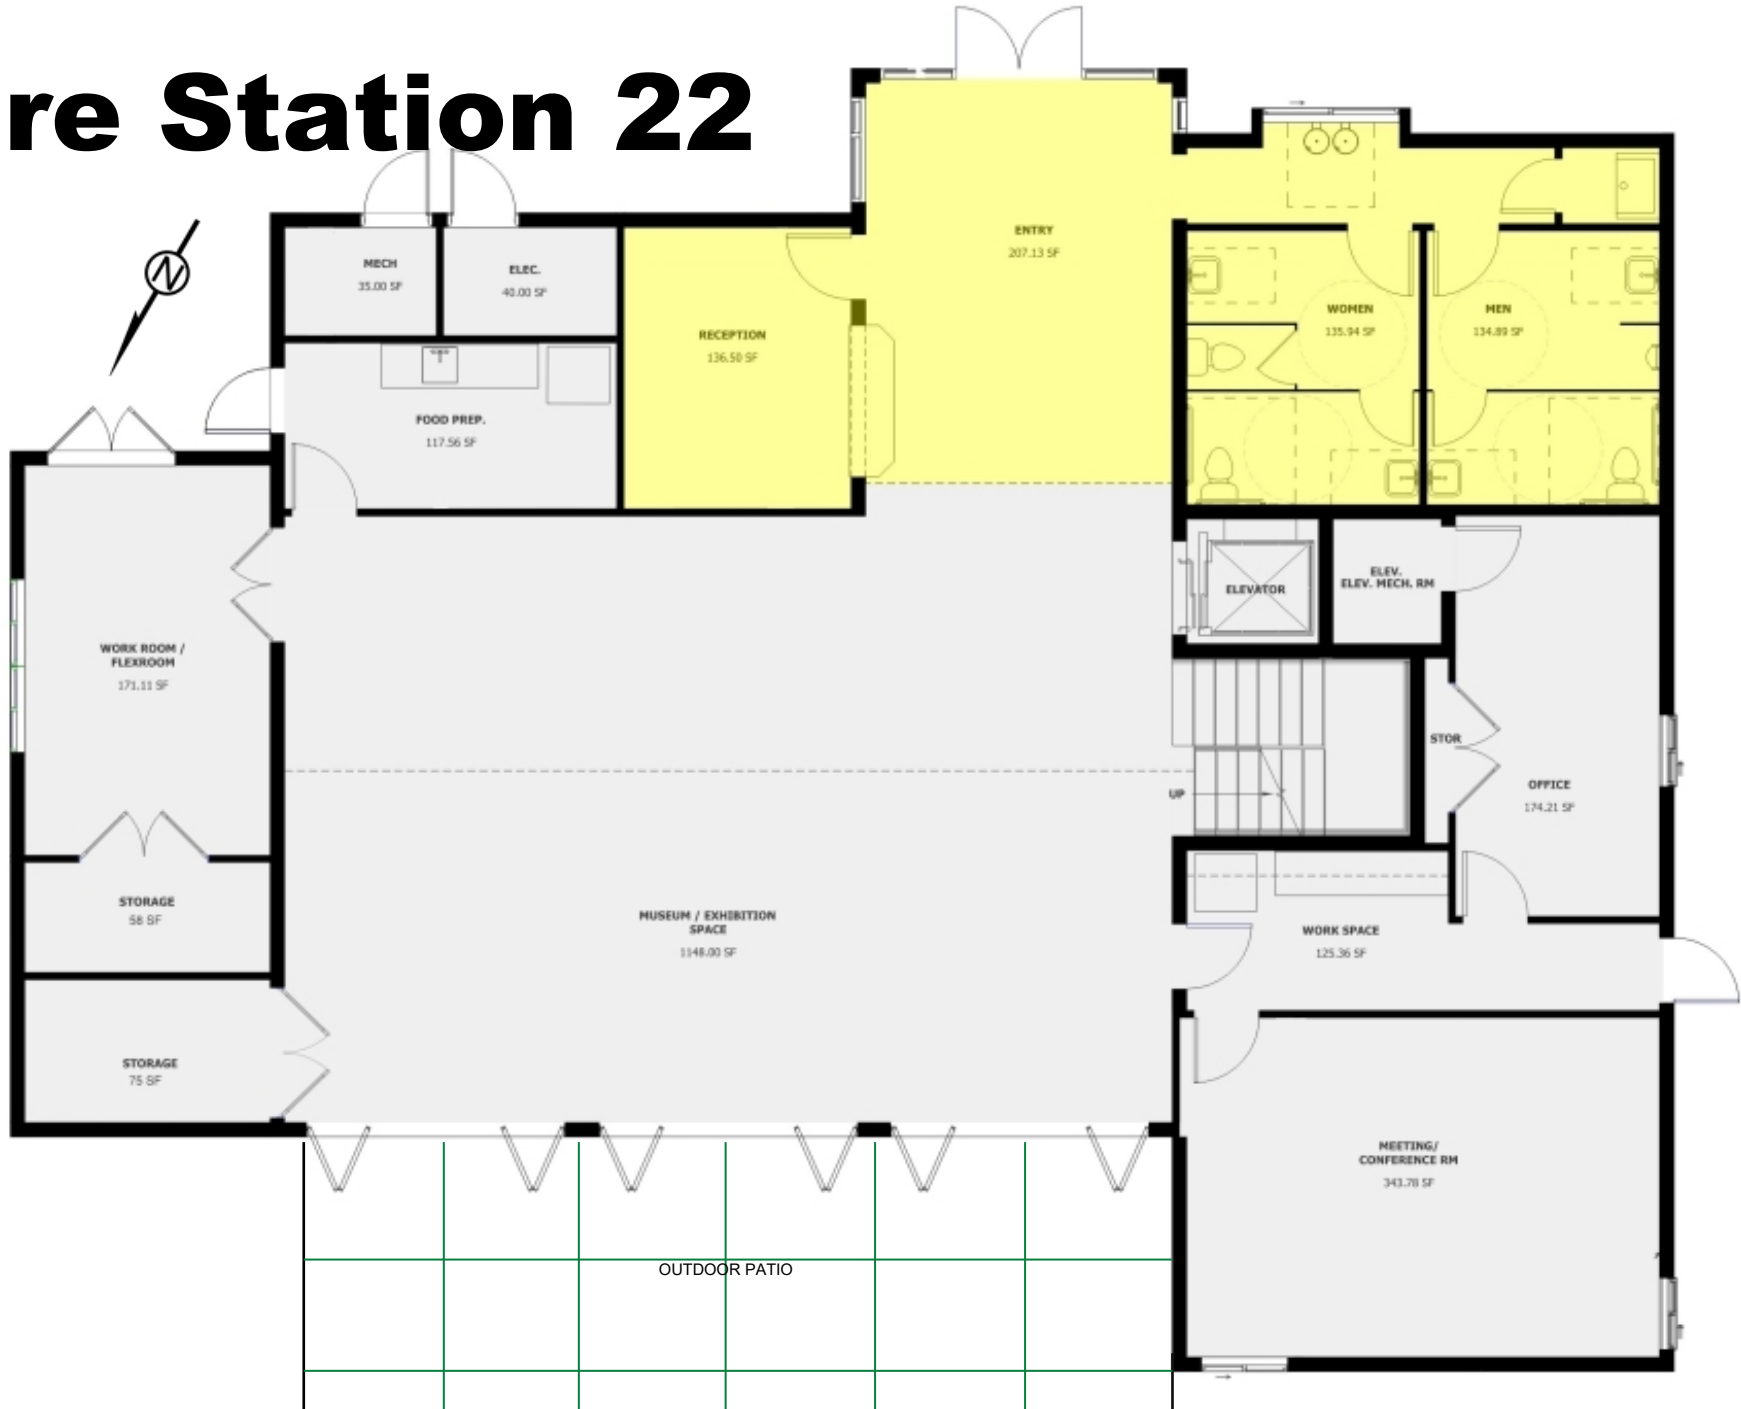 re Station 22
N
MECH
35.00 SF
ELEC.
40.00 SF
ENTRY
207.13 SF
RECEPTION
136.50 SF
WOMEN
135.94 SF
MEN
134.89 SF
FOOD PREP.
117.56 SF
ELEVATOR
ELEV.
ELEV. MECH. RM
WORK ROOM /
FLEXROOM
171.11 SF
STOR
UP
OFFICE
174.21 SF
STORAGE
58 SF
MUSEUM / EXHIBITION
SPACE
1148.00 SF
WORK SPACE
125.36 SF
STORAGE
75 SF
MEETING/
CONFERENCE RM
343.78 SF
OUTDOOR PATIO